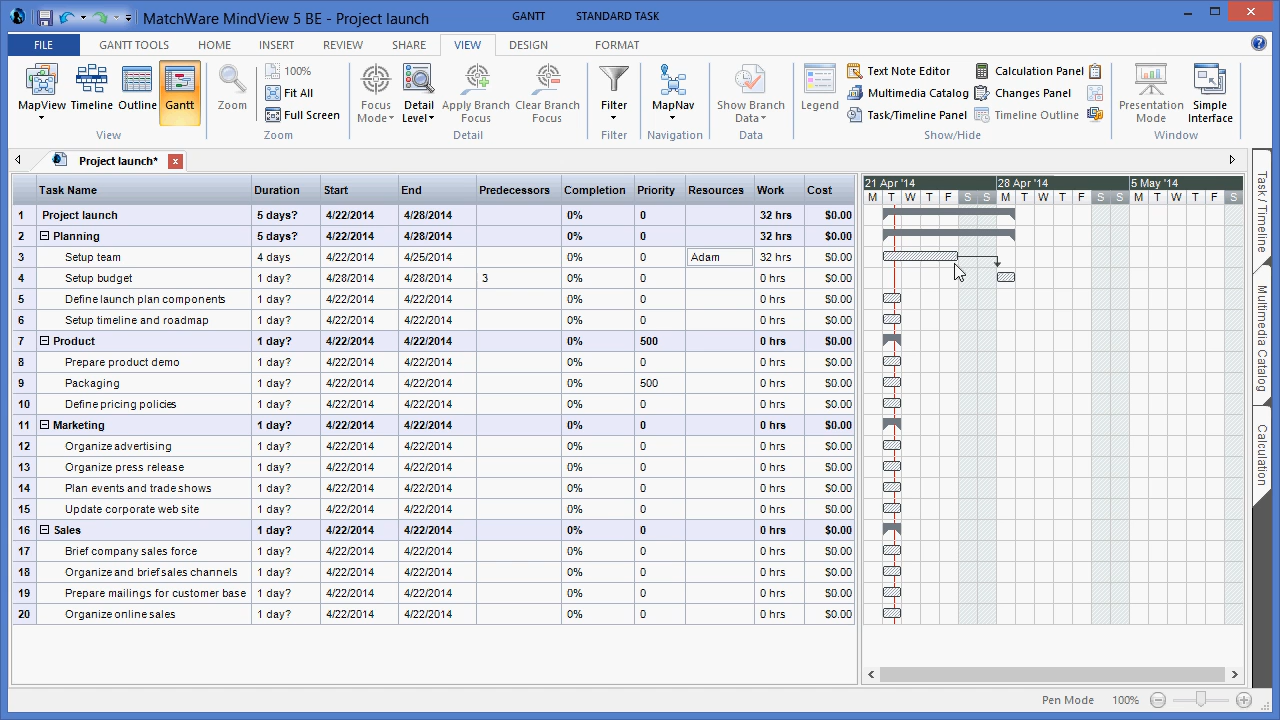 MatchWare MindView 5 BE - Project launch
GANTT STANDARD TASK
FILE GANTT TOOLS HOME INSERT REVIEW SHARE VIEW DESIGN FORMAT
MapView Timeline Outline Gantt
View
Zoom 100% Fit All Full Screen
Zoom
Focus Mode Detail Level Apply Branch Focus Clear Branch Focus
Detail
Filter
Filter
MapNav
Navigation
Show Branch Data
Data
Legend
Text Note Editor Calculation Panel
Multimedia Catalog Changes Panel
Task/Timeline Panel Timeline Outline
Show/Hide
Presentation Mode Simple Interface
Window
Project launch*
Task Name Duration Start End Predecessors Completion Priority Resources Work Cost
1 Project launch 5 days? 4/22/2014 4/28/2014 0% 0 32 hrs $0.00
2 Planning 5 days? 4/22/2014 4/28/2014 0% 0 32 hrs $0.00
3 Setup team 4 days 4/22/2014 4/25/2014 0% 0 Adam 32 hrs $0.00
4 Setup budget 1 day? 4/28/2014 4/28/2014 3 0% 0 0 hrs $0.00
5 Define launch plan components 1 day? 4/22/2014 4/22/2014 0% 0 0 hrs $0.00
6 Setup timeline and roadmap 1 day? 4/22/2014 4/22/2014 0% 0 0 hrs $0.00
7 Product 1 day? 4/22/2014 4/22/2014 0% 500 0 hrs $0.00
8 Prepare product demo 1 day? 4/22/2014 4/22/2014 0% 0 0 hrs $0.00
9 Packaging 1 day? 4/22/2014 4/22/2014 0% 500 0 hrs $0.00
10 Define pricing policies 1 day? 4/22/2014 4/22/2014 0% 0 0 hrs $0.00
11 Marketing 1 day? 4/22/2014 4/22/2014 0% 0 0 hrs $0.00
12 Organize advertising 1 day? 4/22/2014 4/22/2014 0% 0 0 hrs $0.00
13 Organize press release 1 day? 4/22/2014 4/22/2014 0% 0 0 hrs $0.00
14 Plan events and trade shows 1 day? 4/22/2014 4/22/2014 0% 0 0 hrs $0.00
15 Update corporate web site 1 day? 4/22/2014 4/22/2014 0% 0 0 hrs $0.00
16 Sales 1 day? 4/22/2014 4/22/2014 0% 0 0 hrs $0.00
17 Brief company sales force 1 day? 4/22/2014 4/22/2014 0% 0 0 hrs $0.00
18 Organize and brief sales channels 1 day? 4/22/2014 4/22/2014 0% 0 0 hrs $0.00
19 Prepare mailings for customer base 1 day? 4/22/2014 4/22/2014 0% 0 0 hrs $0.00
20 Organize online sales 1 day? 4/22/2014 4/22/2014 0% 0 0 hrs $0.00
21 Apr '14 28 Apr '14 5 May '14
M T W T F S S M T W T F S S M T W T F S
Task / Timeline
Multimedia Catalog
Calculation
Pen Mode 100%